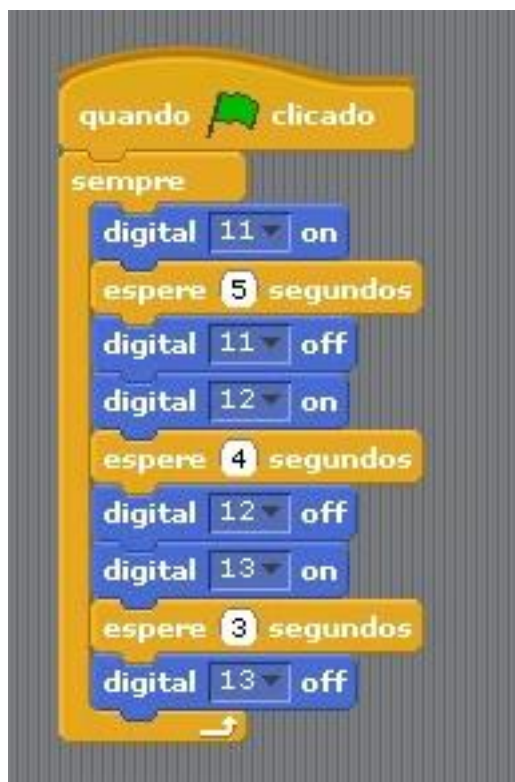 quando clicado
sempre
digital 11 on
espere 5 segundos
digital 11 off
digital 12 on
espere 4 segundos
digital 12 off
digital 13 on
espere 3 segundos
digital 13 off